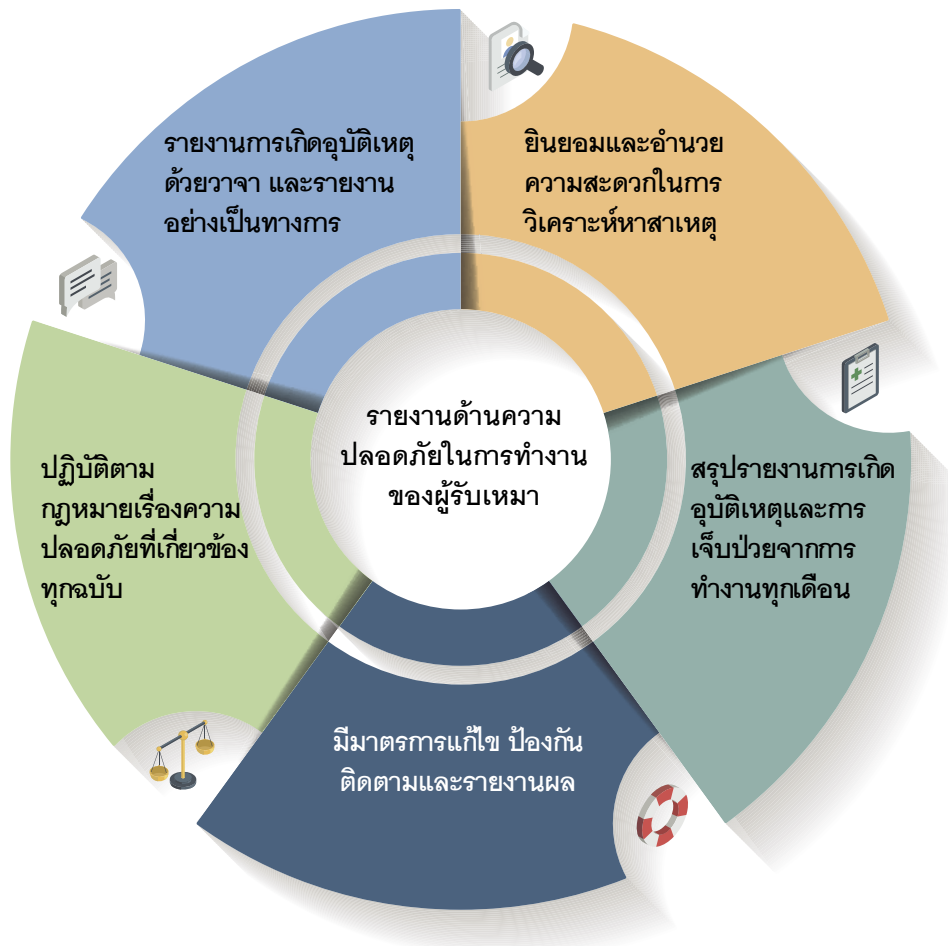 รายงานการเกิดอุบัติเหตุ
ด้วยวาจา และรายงาน
อย่างเป็นทางการ
ยินยอมและอำนวย
ความสะดวกในการ
วิเคราะห์หาสาเหตุ
รายงานด้านความ
ปลอดภัยในการทำงาน
ของผู้รับเหมา
สรุปรายงานการเกิด
อุบัติเหตุและการ
เจ็บป่วยจากการ
ทำงานทุกเดือน
มีมาตรการแก้ไข ป้องกัน
ติดตามและรายงานผล
ปฏิบัติตาม
กฎหมายเรื่องความ
ปลอดภัยที่เกี่ยวข้อง
ทุกฉบับ